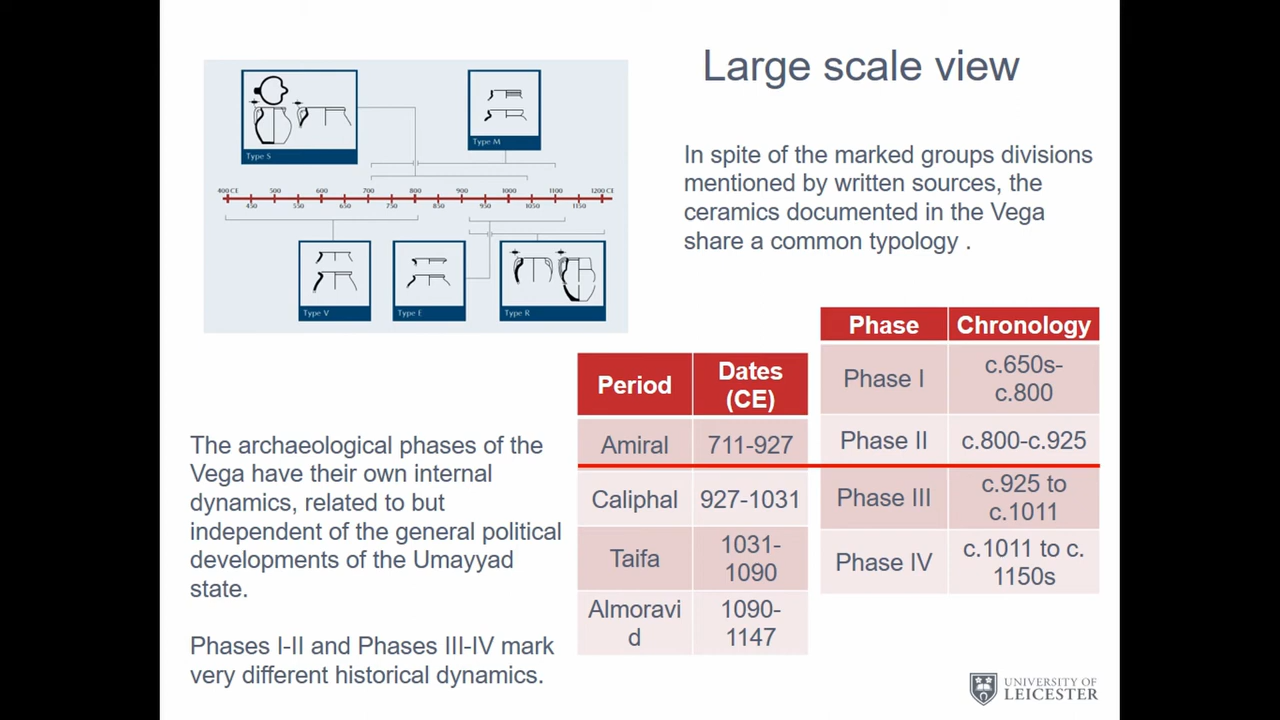 Large scale view
Type S
Type M
400 CE 500 600 700 800 900 1000 1100 1200 CE
450 550 650 750 850 950 1050 1150
Type V
Type E
Type R
In spite of the marked groups divisions
mentioned by written sources, the
ceramics documented in the Vega
share a common typology .
Phase Chronology
Phase I c.650s-
c.800
Phase II c.800-c.925
Phase III c.925 to
c.1011
Phase IV c.1011 to c.
1150s
Period Dates
(CE)
Amiral 711-927
Caliphal 927-1031
Taifa 1031-
1090
Almoravi 1090-
d 1147
The archaeological phases of the
Vega have their own internal
dynamics, related to but
independent of the general political
developments of the Umayyad
state.
Phases I-II and Phases III-IV mark
very different historical dynamics.
UNIVERSITY OF
LEICESTER